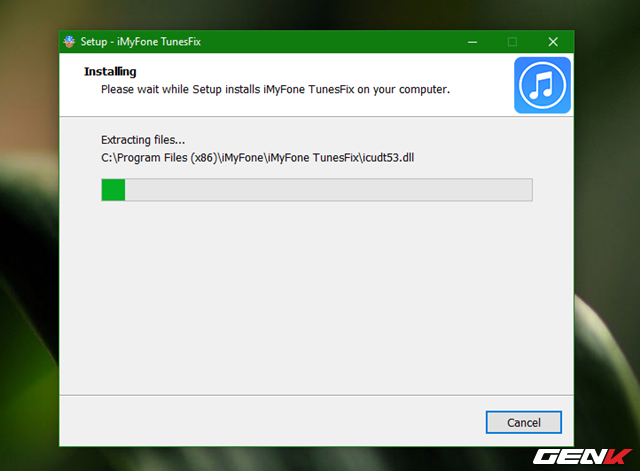 Setup - iMyFone TunesFix
Installing
Please wait while Setup installs iMyFone TunesFix on your computer.
Extracting files...
C:\Program Files (x86)\iMyFone\iMyFone TunesFix\icudt53.dll
Cancel
GENK